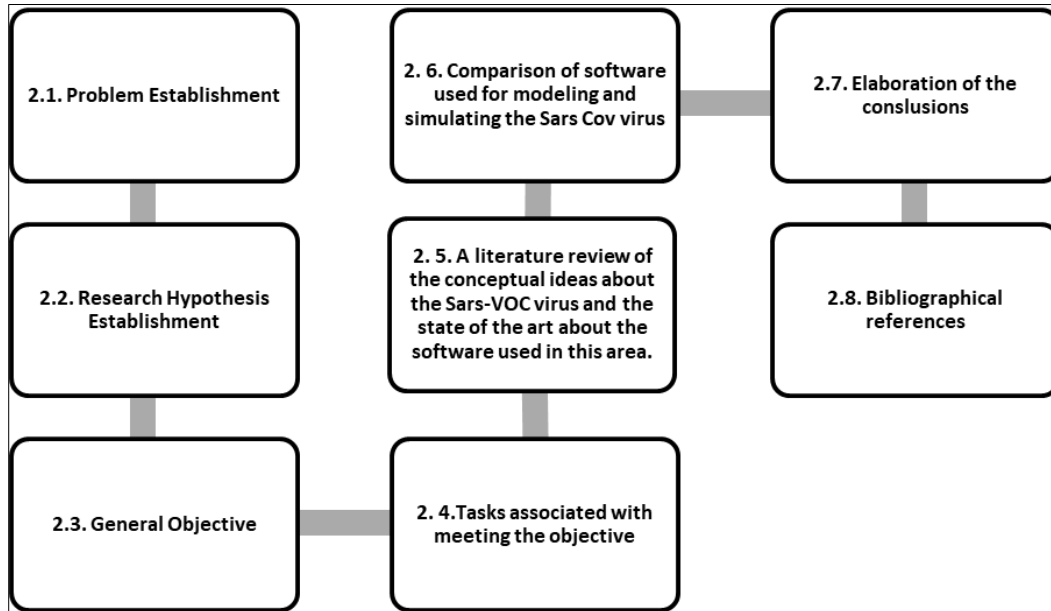 2.1. Problem Establishment
2.2. Research Hypothesis
Establishment
2.3. General Objective
2. 4.Tasks associated with
meeting the objective
2. 5. A literature review of
the conceptual ideas about
the Sars-VOC virus and the
state of the art about the
software used in this area.
2. 6. Comparison of software
used for modeling and
simulating the Sars Cov virus
2.7. Elaboration of the
conslusions
2.8. Bibliographical
references